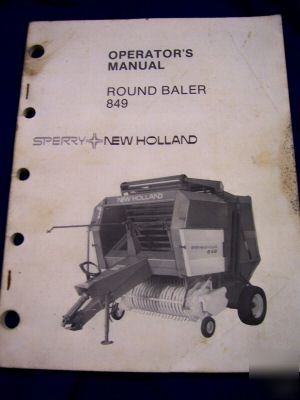 OPERATOR'S
MANUAL
ROUND BALER
849
SPERRY NEW HOLLAND
NEW HOLLAND